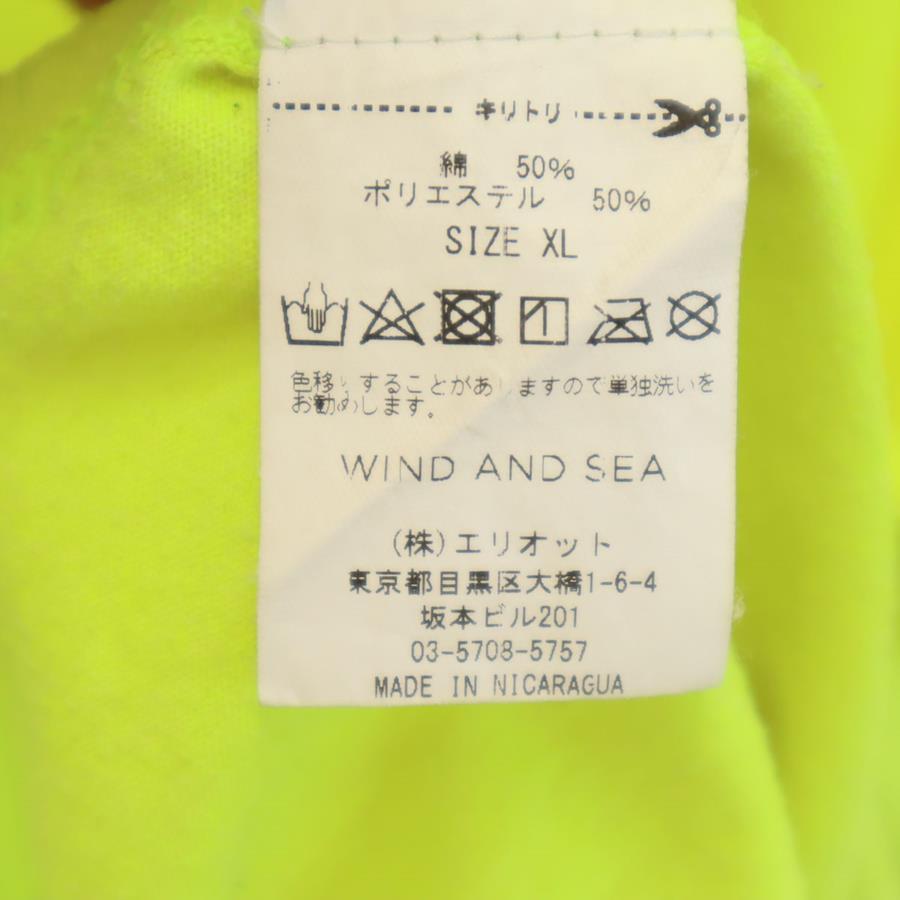 キリトリ
綿 50%
ポリエステル 50%
SIZE XL
色移りすることがありますので単独洗いを
お勧めします。
WIND AND SEA
(株)エリオット
東京都目黒区大橋1-6-4
坂本ビル201
03-5708-5757
MADE IN NICARAGUA